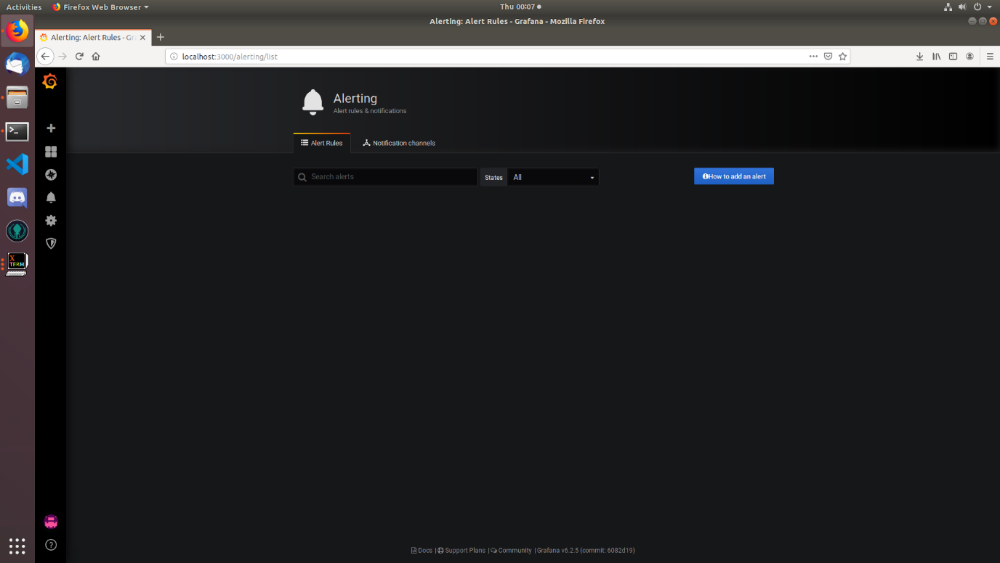 Activities Firefox Web Browser Thu 00:07
Alerting: Alert Rules - Grafana - Mozilla Firefox
Alerting: Alert Rules - Gr
localhost:3000/alerting/list
Alerting
Alert rules & notifications
Alert Rules Notification channels
Search alerts States All How to add an alert
X
TERM
Docs | Support Plans | Community | Grafana v6.2.5 (commit: 6082d19)